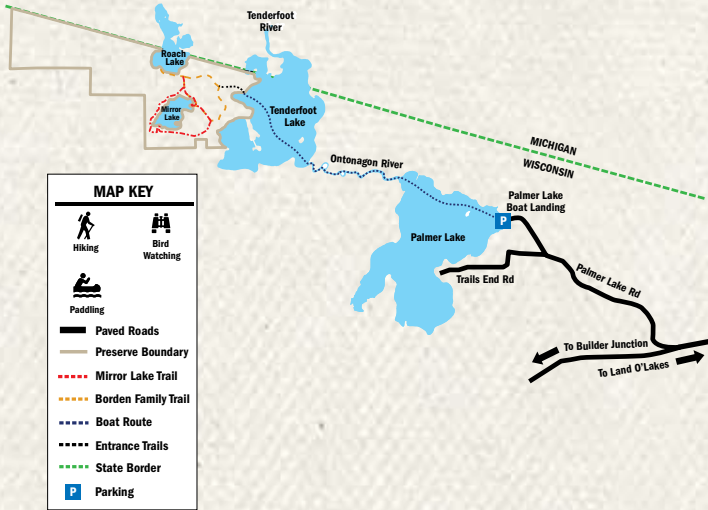 Tenderfoot
River
Roach
Lake
Mirror
Lake
Tenderfoot
Lake
Ontonagon River
MICHIGAN
WISCONSIN
Palmer Lake
Boat Landing
P
Palmer Lake
Trails End Rd
Palmer Lake Rd
To Builder Junction
To Land O'Lakes
MAP KEY
Hiking
Bird
Watching
Paddling
Paved Roads
Preserve Boundary
Mirror Lake Trail
Borden Family Trail
Boat Route
Entrance Trails
State Border
P Parking